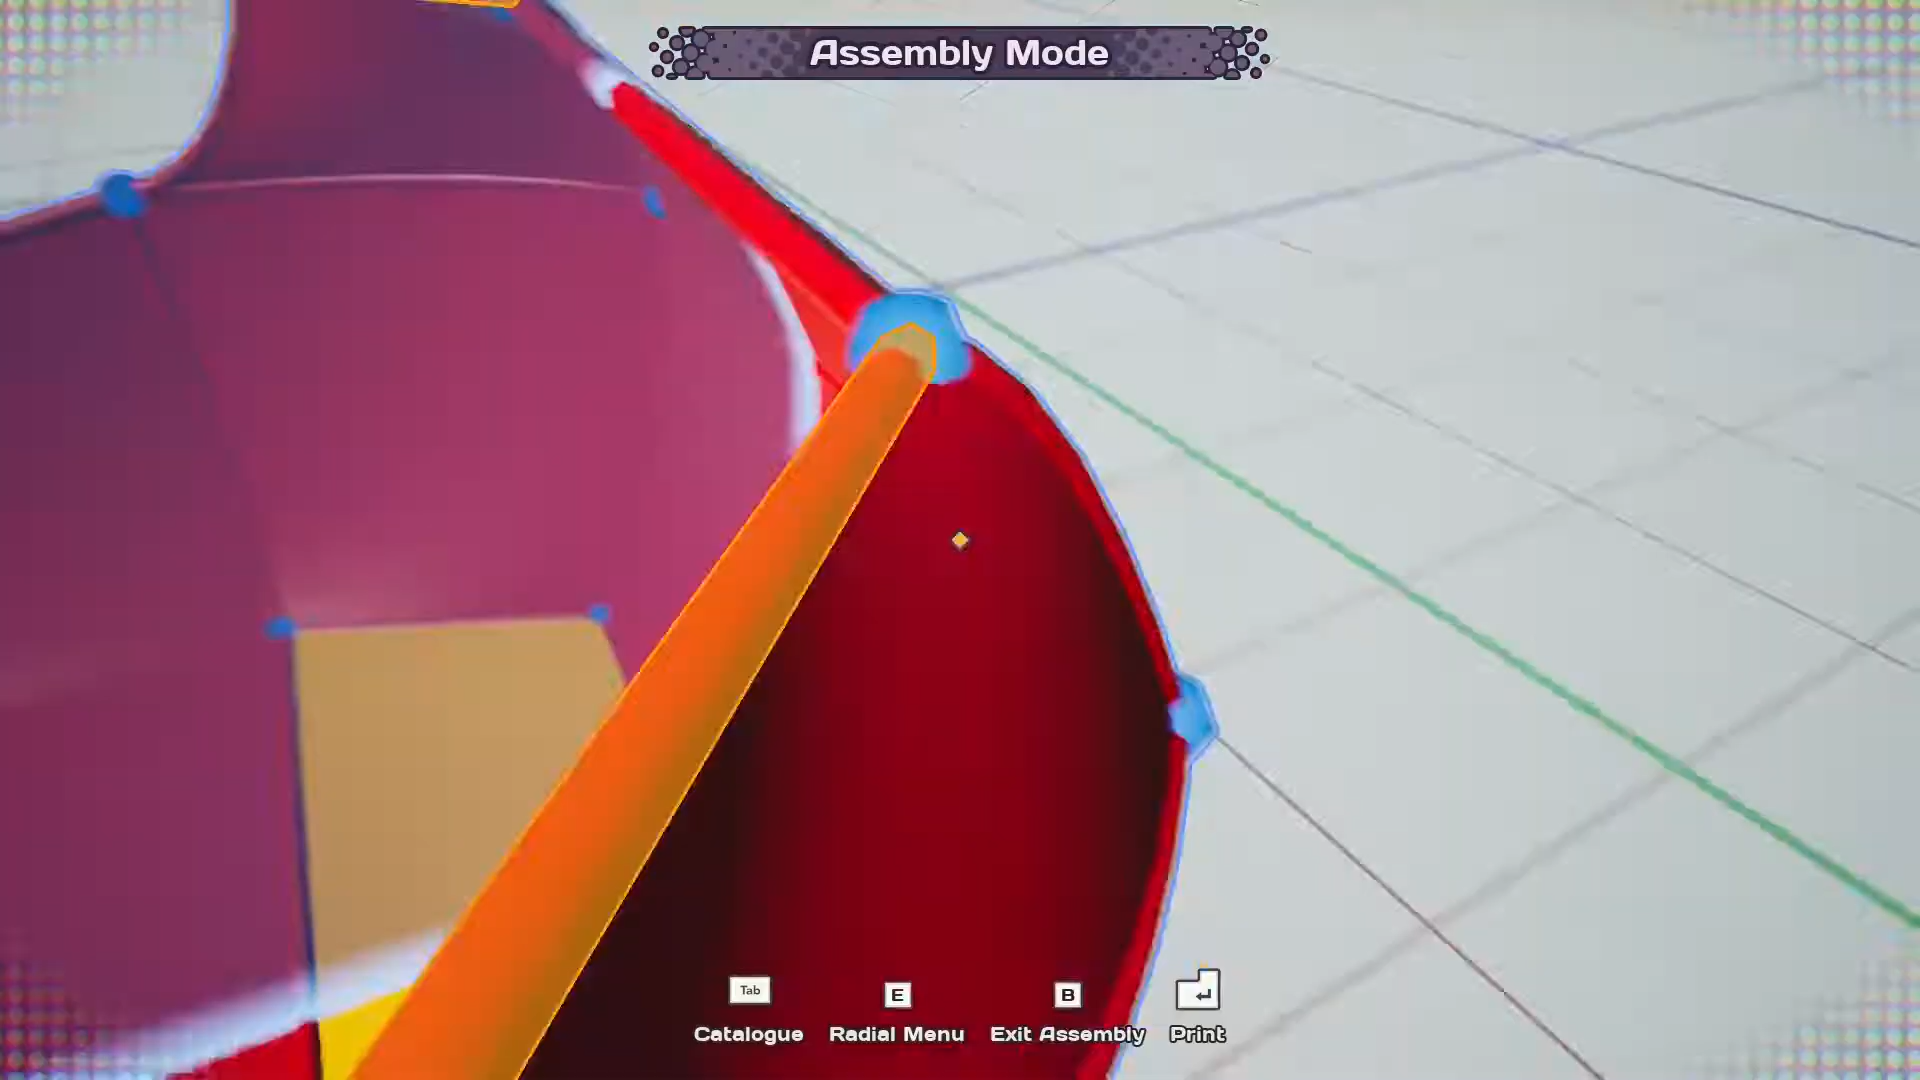 Assembly Mode
Tab
E
B
Catalogue
Radial Menu
Exit Assembly
Print